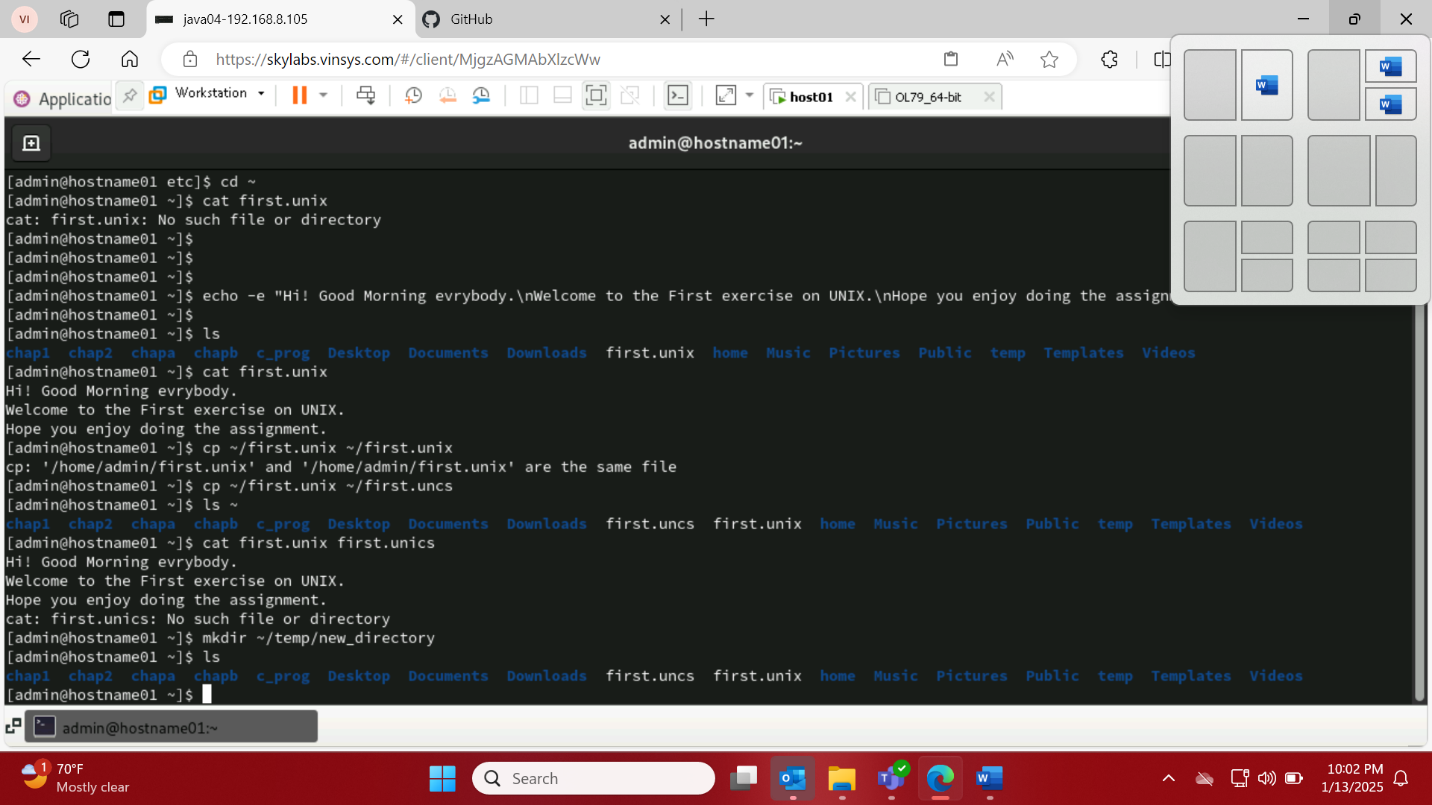 VI
java04-192.168.8.105
GitHub
https://skylabs.vinsys.com/#/client/MjgzAGMAbXlzcWw
Applicatio
Workstation
host01
OL79_64-bit
admin@hostname01:~
[admin@hostname01 etc]$ cd ~
[admin@hostname01 ~]$ cat first.unix
cat: first.unix: No such file or directory
[admin@hostname01 ~]$
[admin@hostname01 ~]$
[admin@hostname01 ~]$
[admin@hostname01 ~]$ echo -e "Hi! Good Morning evrybody.\nWelcome to the First exercise on UNIX.\nHope you enjoy doing the assign
[admin@hostname01 ~]$
[admin@hostname01 ~]$ ls
chap1 chap2 chapa chapb c_prog Desktop Documents Downloads first.unix home Music Pictures Public temp Templates Videos
[admin@hostname01 ~]$ cat first.unix
Hi! Good Morning evrybody.
Welcome to the First exercise on UNIX.
Hope you enjoy doing the assignment.
[admin@hostname01 ~]$ cp ~/first.unix ~/first.unix
cp: '/home/admin/first.unix' and '/home/admin/first.unix' are the same file
[admin@hostname01 ~]$ cp ~/first.unix ~/first.uncs
[admin@hostname01 ~]$ ls ~
chap1 chap2 chapa chapb c_prog Desktop Documents Downloads first.uncs first.unix home Music Pictures Public temp Templates Videos
[admin@hostname01 ~]$ cat first.unix first.unics
Hi! Good Morning evrybody.
Welcome to the First exercise on UNIX.
Hope you enjoy doing the assignment.
cat: first.unics: No such file or directory
[admin@hostname01 ~]$ mkdir ~/temp/new_directory
[admin@hostname01 ~]$ ls
chap1 chap2 chapa chapb c_prog Desktop Documents Downloads first.uncs first.unix home Music Pictures Public temp Templates Videos
[admin@hostname01 ~]$
admin@hostname01:~
1
70°F
Mostly clear
Search
10:02 PM
1/13/2025